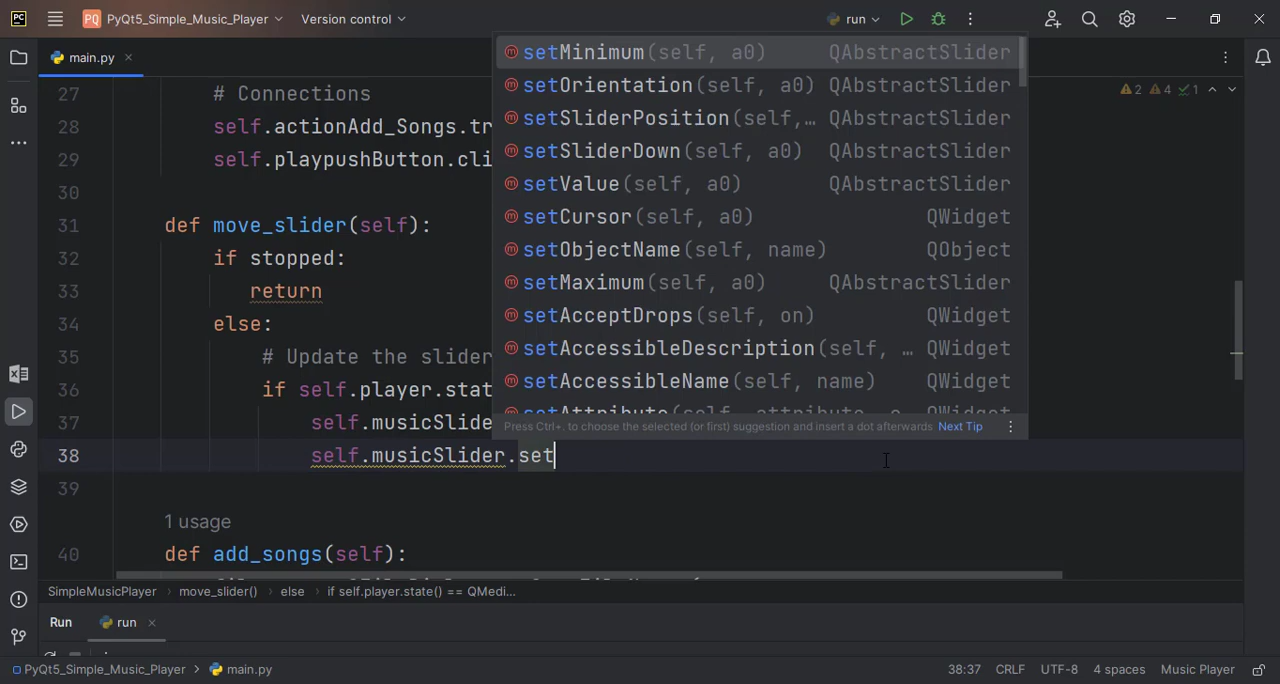 PC PQ PyQt5_Simple_Music_Player Version control run
main.py
27 # Connections
28 self.actionAdd_Songs.tr
29 self.playpushButton.cli
30
31 def move_slider(self):
32 if stopped:
33 return
34 else:
35 # Update the slider
36 if self.player.stat
37 self.musicSlide
38 self.musicSlider.set
39
1 usage
40 def add_songs(self):
setMinimum(self, a0) QAbstractSlider
setOrientation(self, a0) QAbstractSlider
setSliderPosition(self,… QAbstractSlider
setSliderDown(self, a0) QAbstractSlider
setValue(self, a0) QAbstractSlider
setCursor(self, a0) QWidget
setObjectName(self, name) QObject
setMaximum(self, a0) QAbstractSlider
setAcceptDrops(self, on) QWidget
setAccessibleDescription(self, … QWidget
setAccessibleName(self, name) QWidget
setAttribute(self, attribute, o… QWidget
Press Ctrl+. to choose the selected (or first) suggestion and insert a dot afterwards Next Tip
2 4 1
SimpleMusicPlayer > move_slider() > else > if self.player.state() == QMedi...
Run run
PyQt5_Simple_Music_Player > main.py 38:37 CRLF UTF-8 4 spaces Music Player